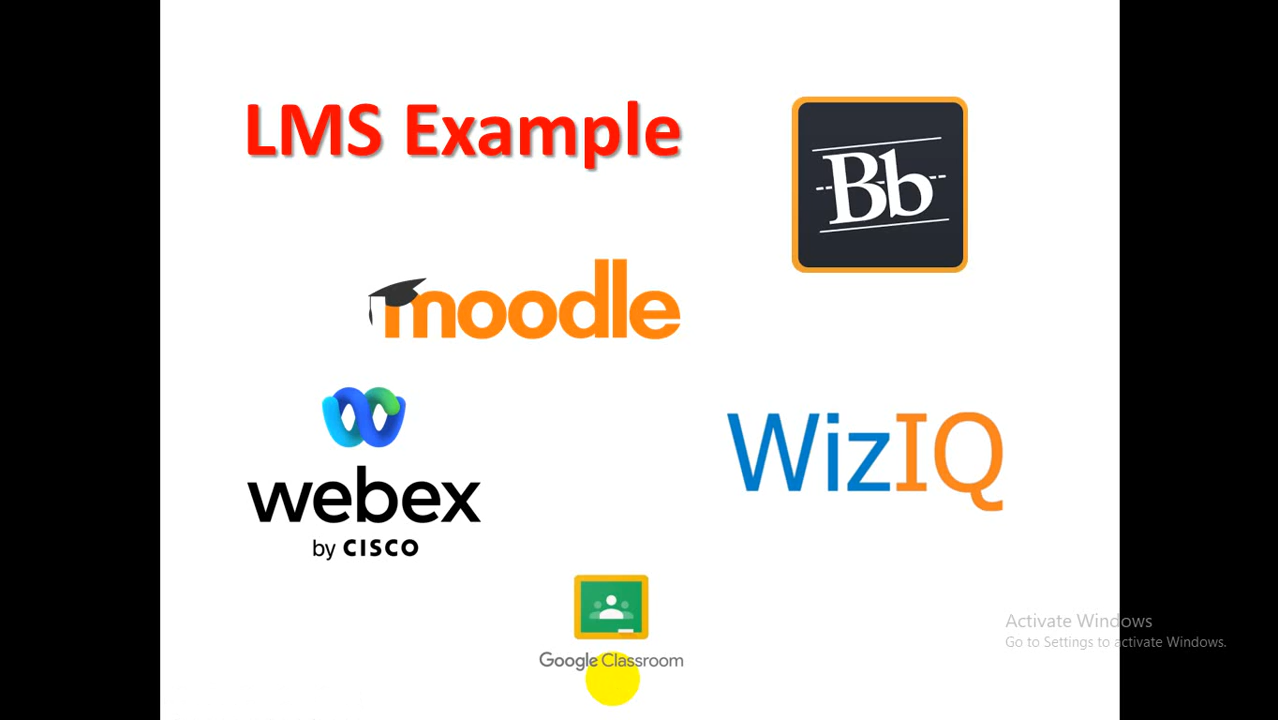 LMS Example
Bb
moodle
webex
by CISCO
WizIQ
Google Classroom
Activate Windows
Go to Settings to activate Windows.